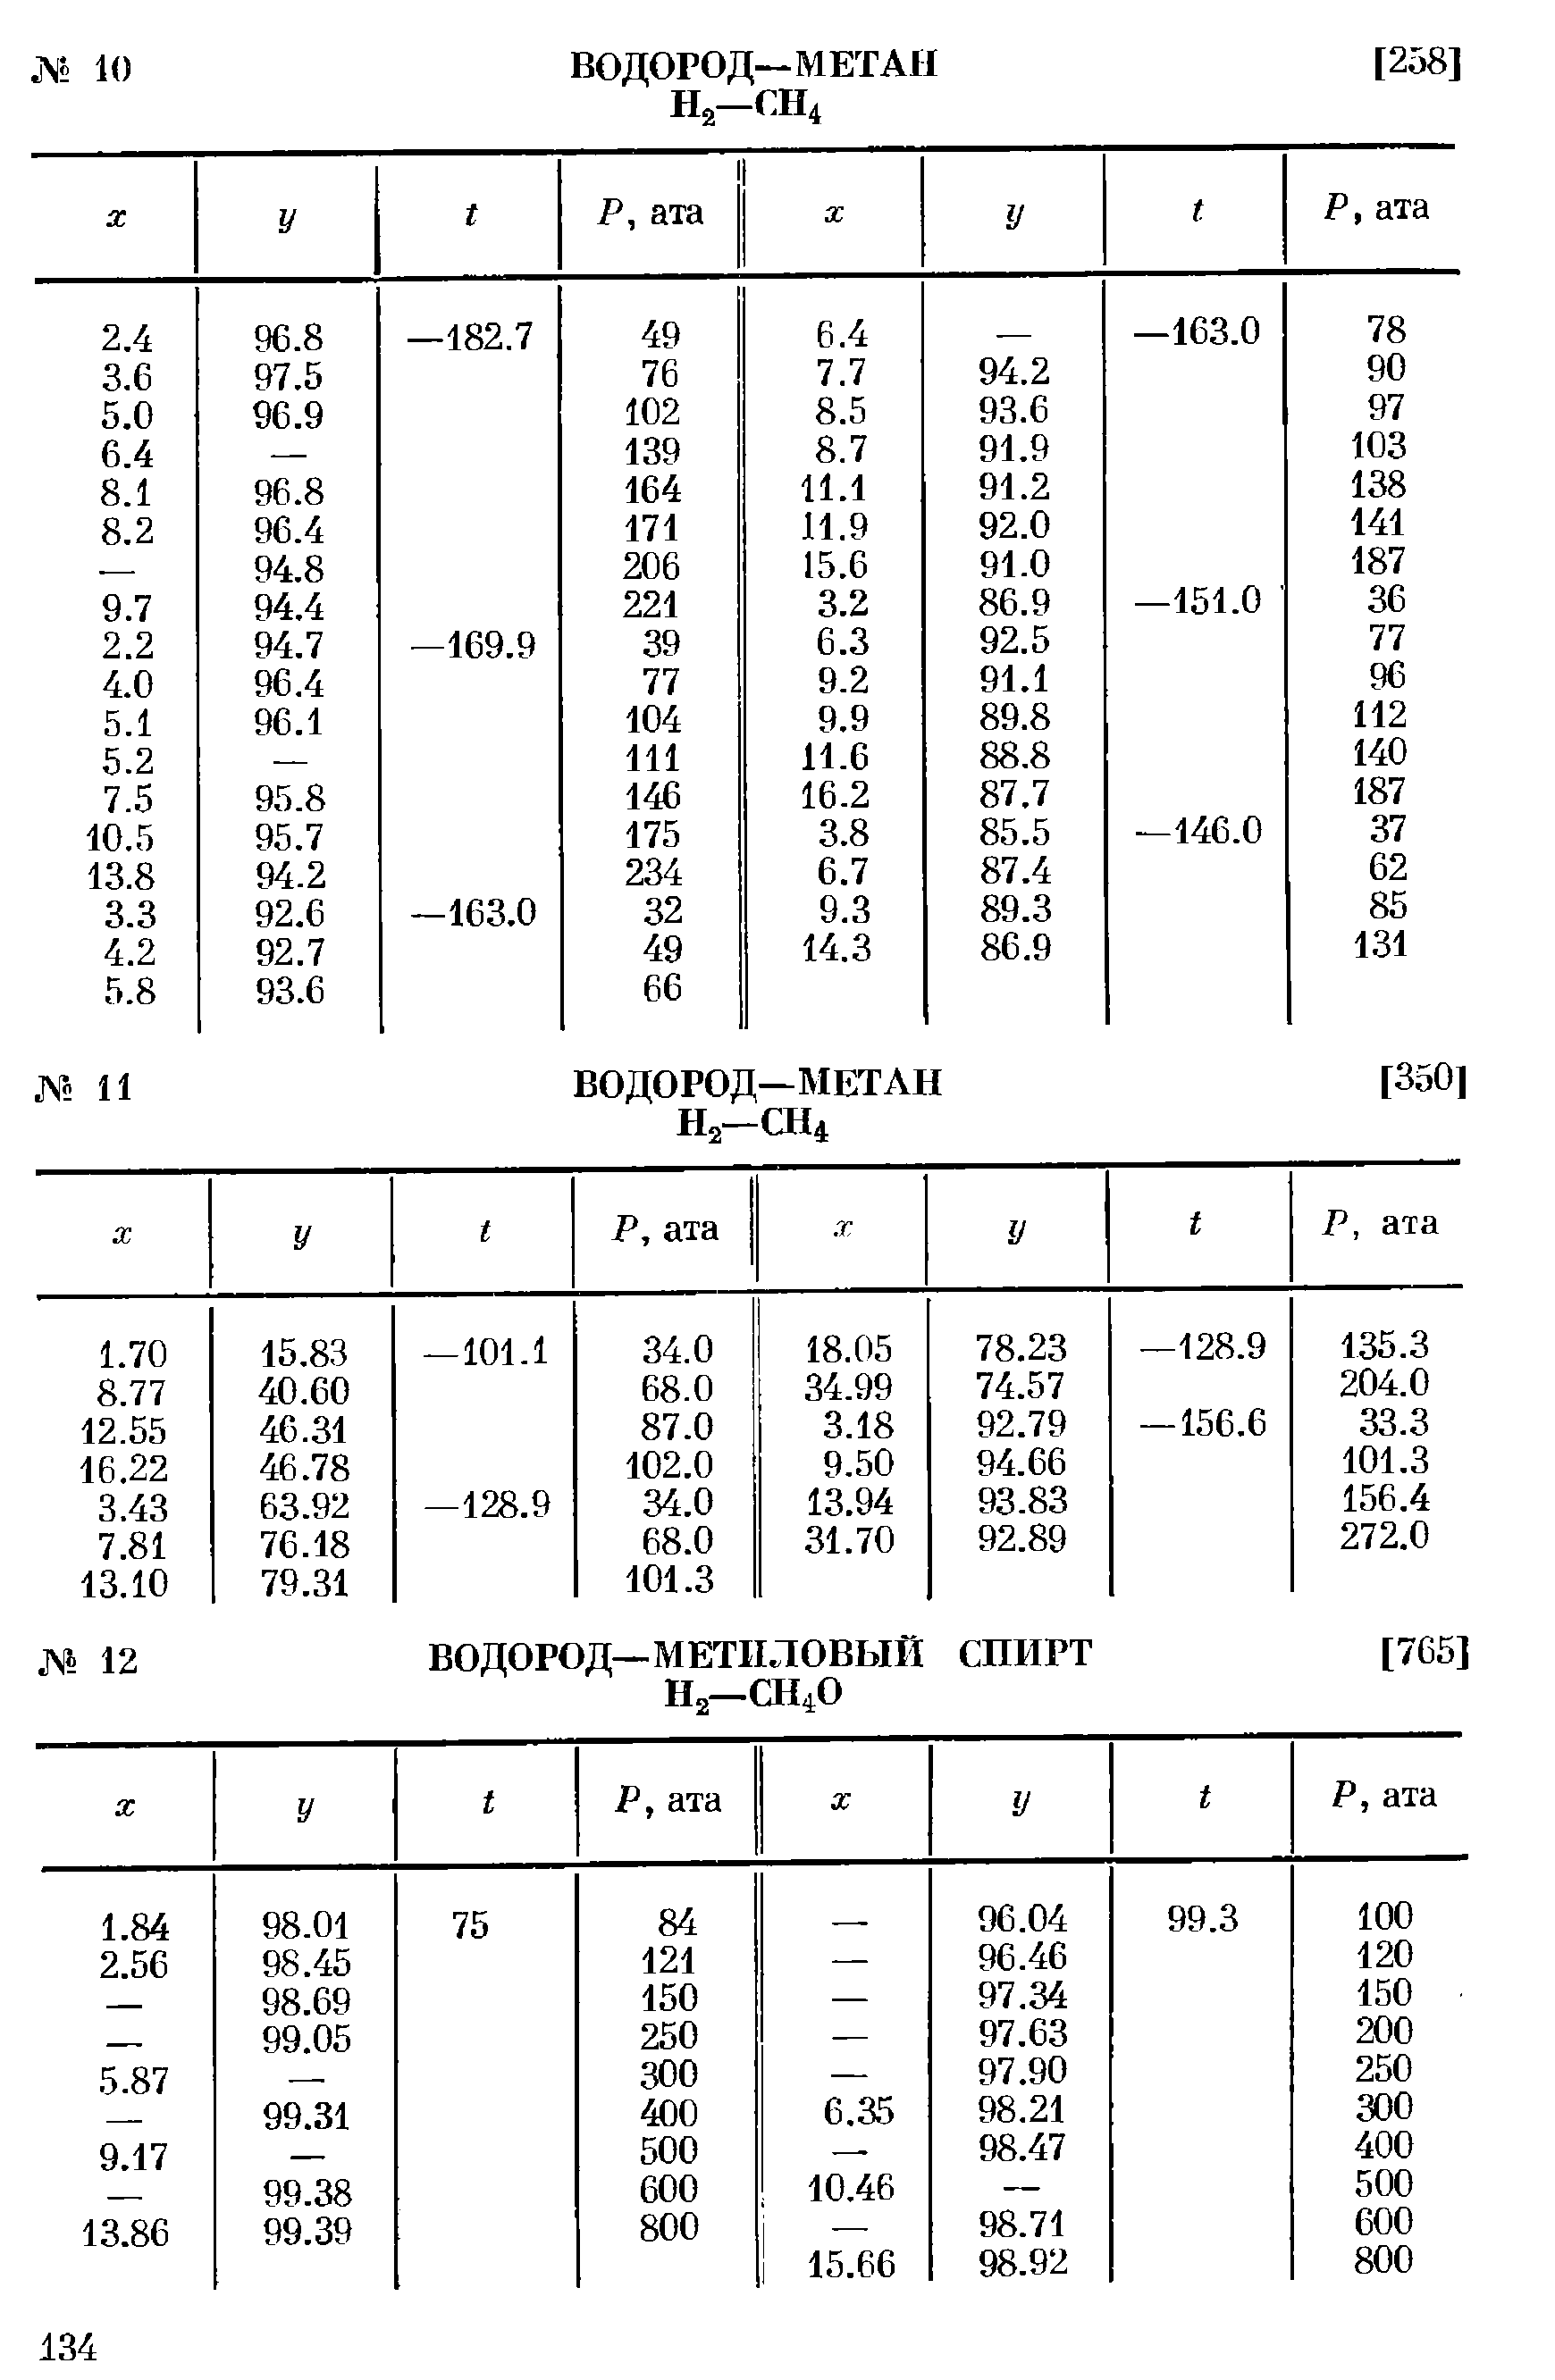 № 10 ВОДОРОД—МЕТАН [258]
H₂—CH₄
x y t P, ата x y t P, ата
2.4 96.8 —182.7 49 6.4 — —163.0 78
3.6 97.5 76 7.7 94.2 90
5.0 96.9 102 8.5 93.6 97
6.4 — 139 8.7 91.9 103
8.1 96.8 164 11.1 91.2 138
8.2 96.4 171 11.9 92.0 141
— 94.8 206 15.6 91.0 187
9.7 94.4 221 3.2 86.9 —151.0 36
2.2 94.7 —169.9 39 6.3 92.5 77
4.0 96.4 77 9.2 91.1 96
5.1 96.1 104 9.9 89.8 112
5.2 — 111 11.6 88.8 140
7.5 95.8 146 16.2 87.7 187
10.5 95.7 175 3.8 85.5 —146.0 37
13.8 94.2 234 6.7 87.4 62
3.3 92.6 —163.0 32 9.3 89.3 85
4.2 92.7 49 14.3 86.9 131
5.8 93.6 66
№ 11 ВОДОРОД—МЕТАН [350]
H₂—CH₄
x y t P, ата x y t P, ата
1.70 15.83 —101.1 34.0 18.05 78.23 —128.9 135.3
8.77 40.60 68.0 34.99 74.57 204.0
12.55 46.31 87.0 3.18 92.79 —156.6 33.3
16.22 46.78 102.0 9.50 94.66 101.3
3.43 63.92 —128.9 34.0 13.94 93.83 156.4
7.81 76.18 68.0 31.70 92.89 272.0
13.10 79.31 101.3
№ 12 ВОДОРОД—МЕТИЛОВЫЙ СПИРТ [765]
H₂—CH₄O
x y t P, ата x y t P, ата
1.84 98.01 75 84 — 96.04 99.3 100
2.56 98.45 121 — 96.46 120
— 98.69 150 — 97.34 150
— 99.05 250 — 97.63 200
5.87 — 300 — 97.90 250
— 99.31 400 6.35 98.21 300
9.17 — 500 — 98.47 400
— 99.38 600 10.46 — 500
13.86 99.39 800 — 98.71 600
15.66 98.92 800
134